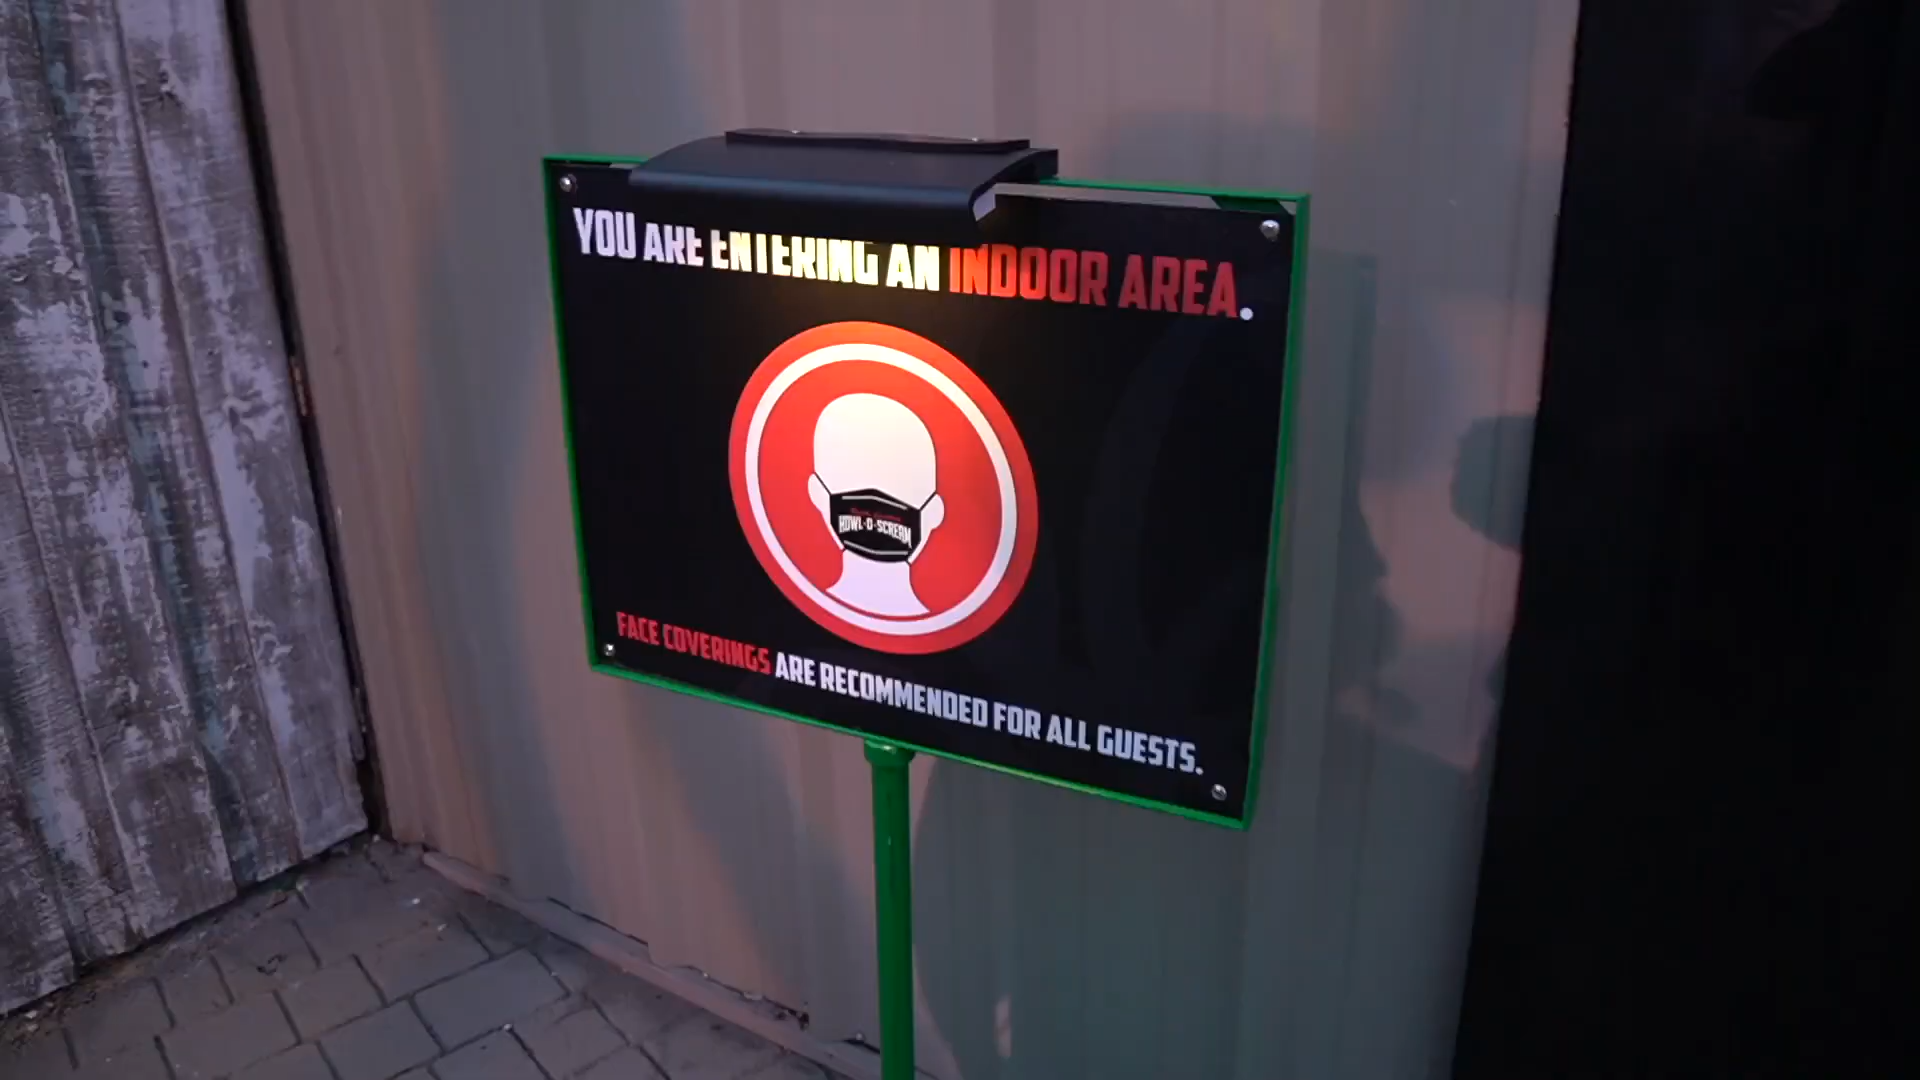 YOU ARE ENTERING AN INDOOR AREA.
HOWL-O-SCREAM
FACE COVERINGS ARE RECOMMENDED FOR ALL GUESTS.